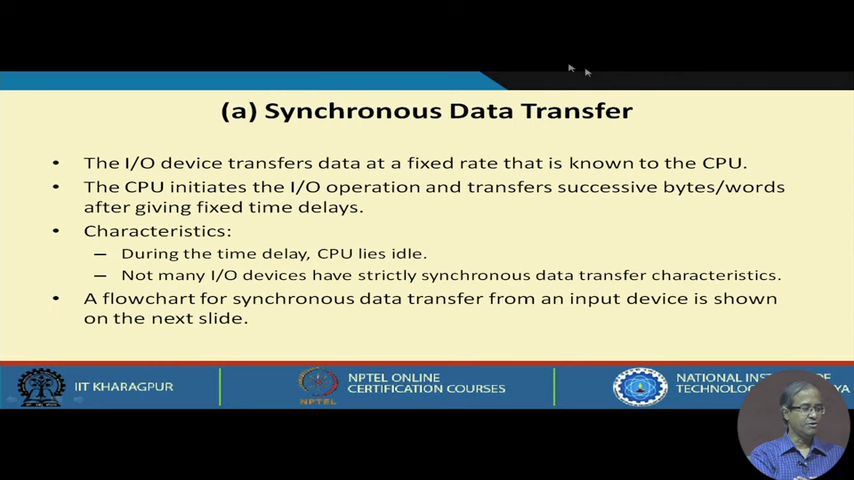 (a) Synchronous Data Transfer
• The I/O device transfers data at a fixed rate that is known to the CPU.
• The CPU initiates the I/O operation and transfers successive bytes/words
after giving fixed time delays.
• Characteristics:
– During the time delay, CPU lies idle.
– Not many I/O devices have strictly synchronous data transfer characteristics.
• A flowchart for synchronous data transfer from an input device is shown
on the next slide.
IIT KHARAGPUR
NPTEL
NPTEL ONLINE
CERTIFICATION COURSES
NATIONAL OF